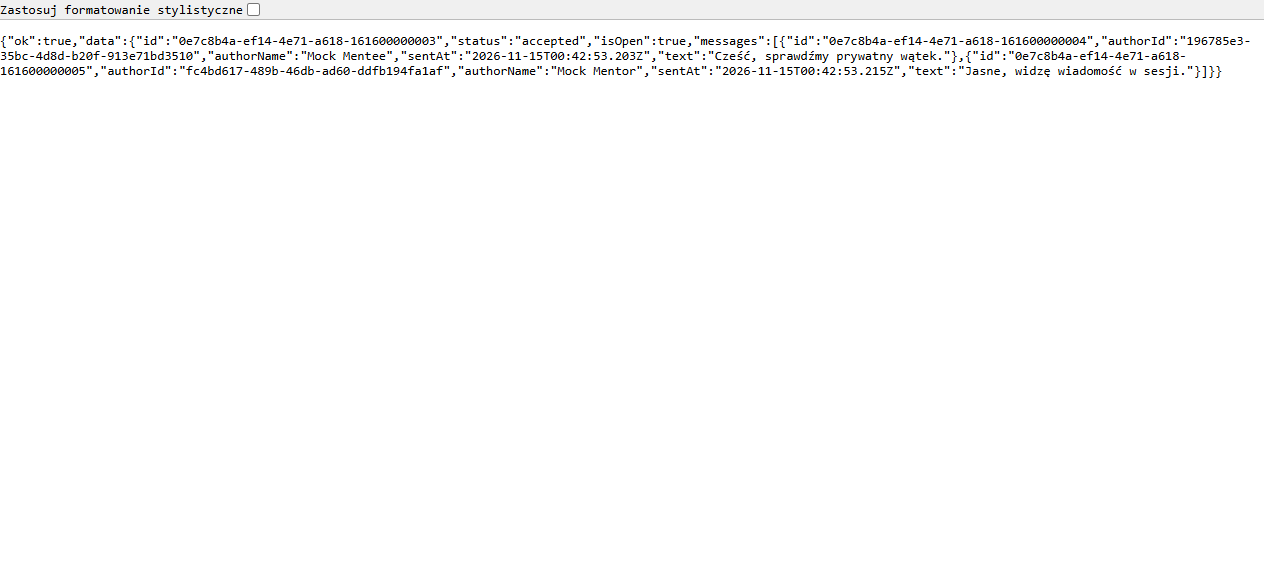 Zastosuj formatowanie stylistyczne
{"ok":true,"data":{"id":"0e7c8b4a-ef14-4e71-a618-161600000003","status":"accepted","isOpen":true,"messages":[{"id":"0e7c8b4a-ef14-4e71-a618-161600000004","authorId":"196785e3-
35bc-4d8d-b20f-913e71bd3510","authorName":"Mock Mentee","sentAt":"2026-11-15T00:42:53.203Z","text":"Cześć, sprawdźmy prywatny wątek."},{"id":"0e7c8b4a-ef14-4e71-a618-
161600000005","authorId":"fc4bd617-489b-46db-ad60-ddfb194fa1af","authorName":"Mock Mentor","sentAt":"2026-11-15T00:42:53.215Z","text":"Jasne, widzę wiadomość w sesji."}]}}